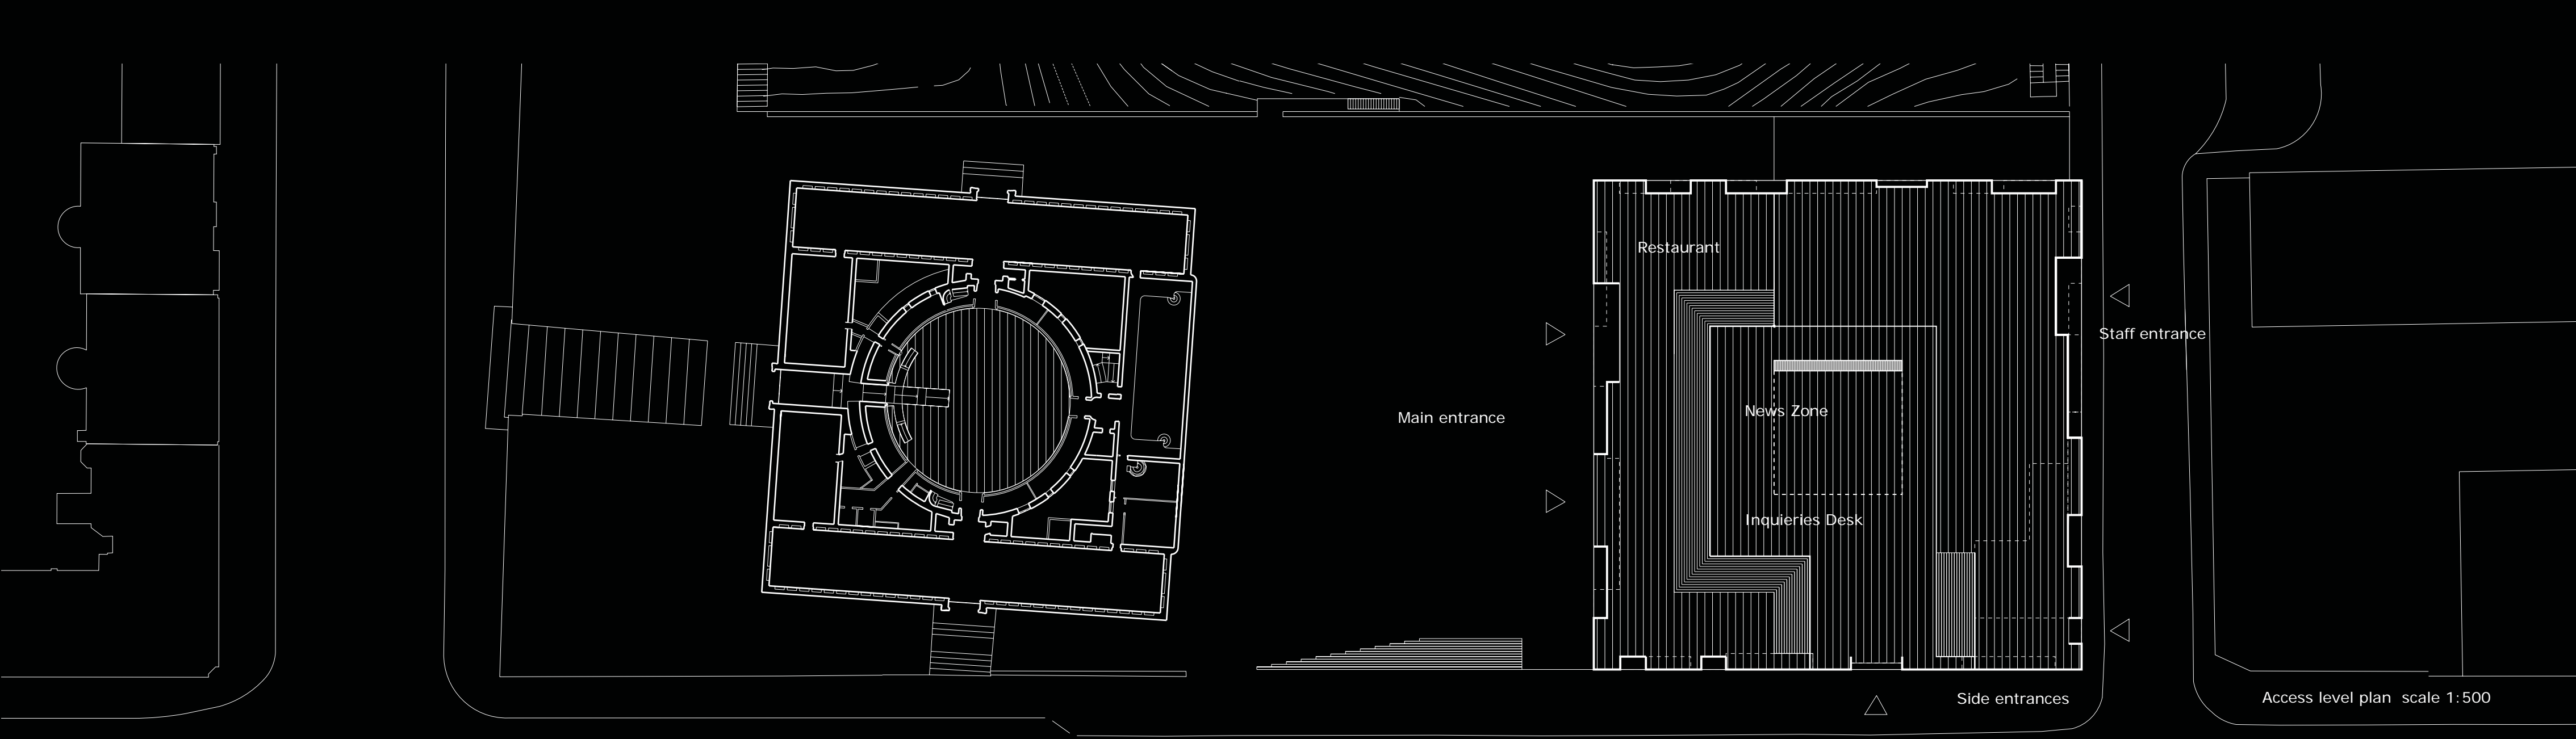 Restaurant
Staff entrance
News Zone
Main entrance
Inquieries Desk
Side entrances
Access level plan  scale 1:500